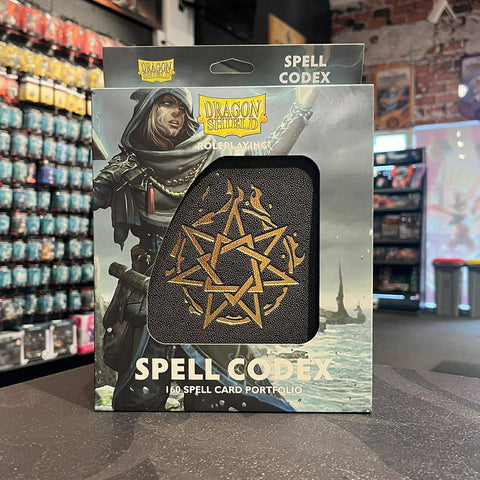 DRAGON
SHIELD
SPELL
CODEX
DRAGON
SHIELD
ROLEPLAYING
SPELL CODEX
160 SPELL CARD PORTFOLIO